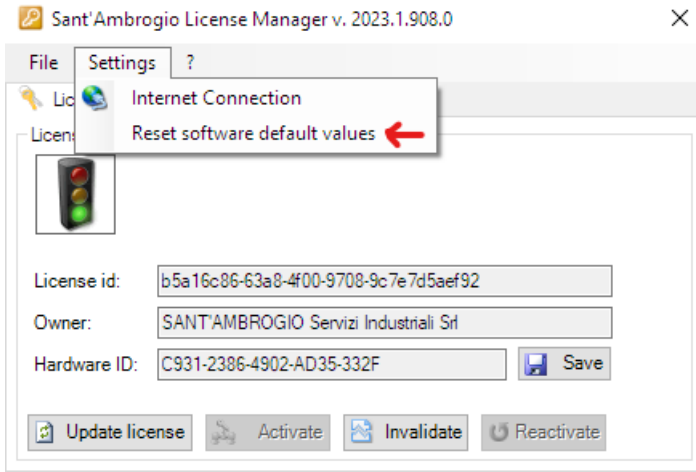 Sant'Ambrogio License Manager v. 2023.1.908.0
File Settings ?
Lic
Internet Connection
Licens
Reset software default values
License id: b5a16c86-63a8-4f00-9708-9c7e7d5aef92
Owner: SANT'AMBROGIO Servizi Industriali Srl
Hardware ID: C931-2386-4902-AD35-332F Save
Update license Activate Invalidate Reactivate